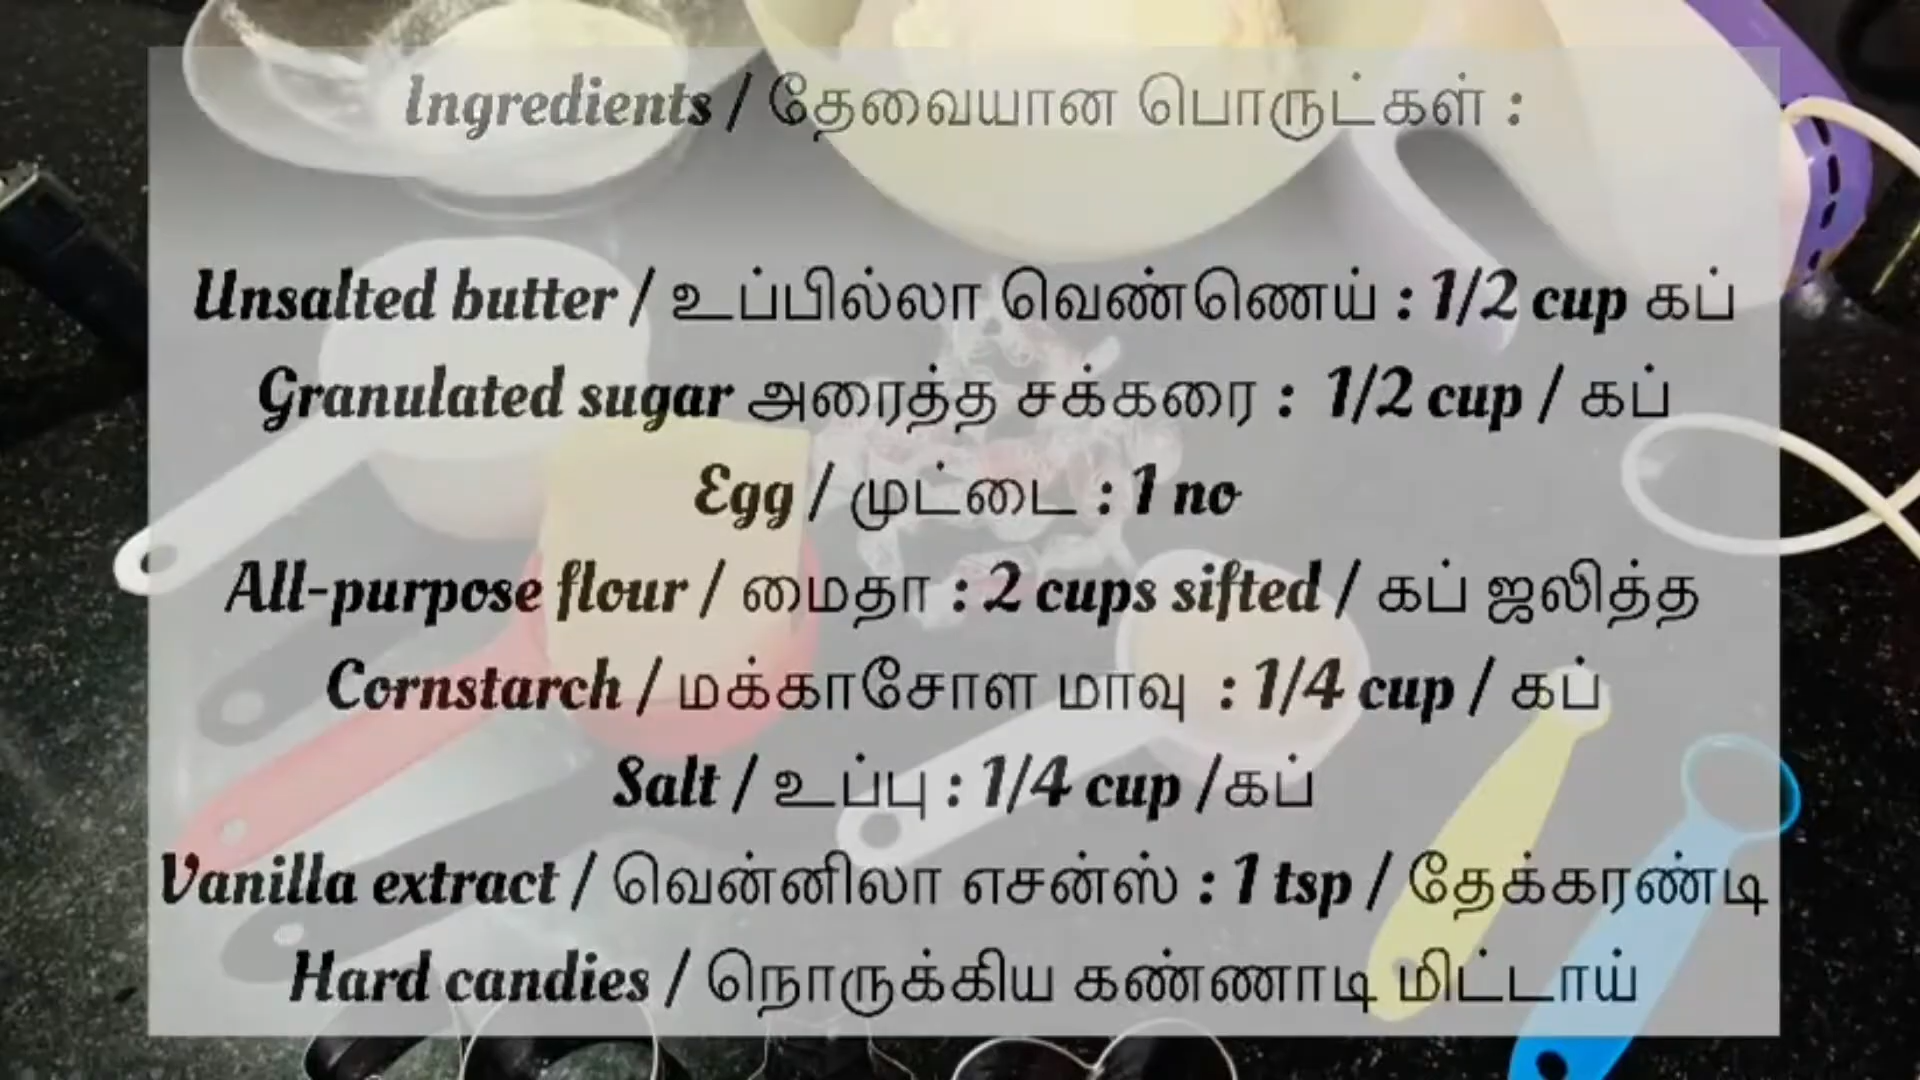 Ingredients / தேவையான பொருட்கள் :
Unsalted butter / உப்பில்லா வெண்ணெய் : 1/2 cup கப்
Granulated sugar அரைத்த சக்கரை : 1/2 cup / கப்
Egg / முட்டை : 1 no
All-purpose flour / மைதா : 2 cups sifted / கப் ஜலித்த
Cornstarch / மக்காசோள மாவு : 1/4 cup / கப்
Salt / உப்பு : 1/4 cup /கப்
Vanilla extract / வென்னிலா எசன்ஸ் : 1 tsp / தேக்கரண்டி
Hard candies / நொருக்கிய கண்ணாடி மிட்டாய்